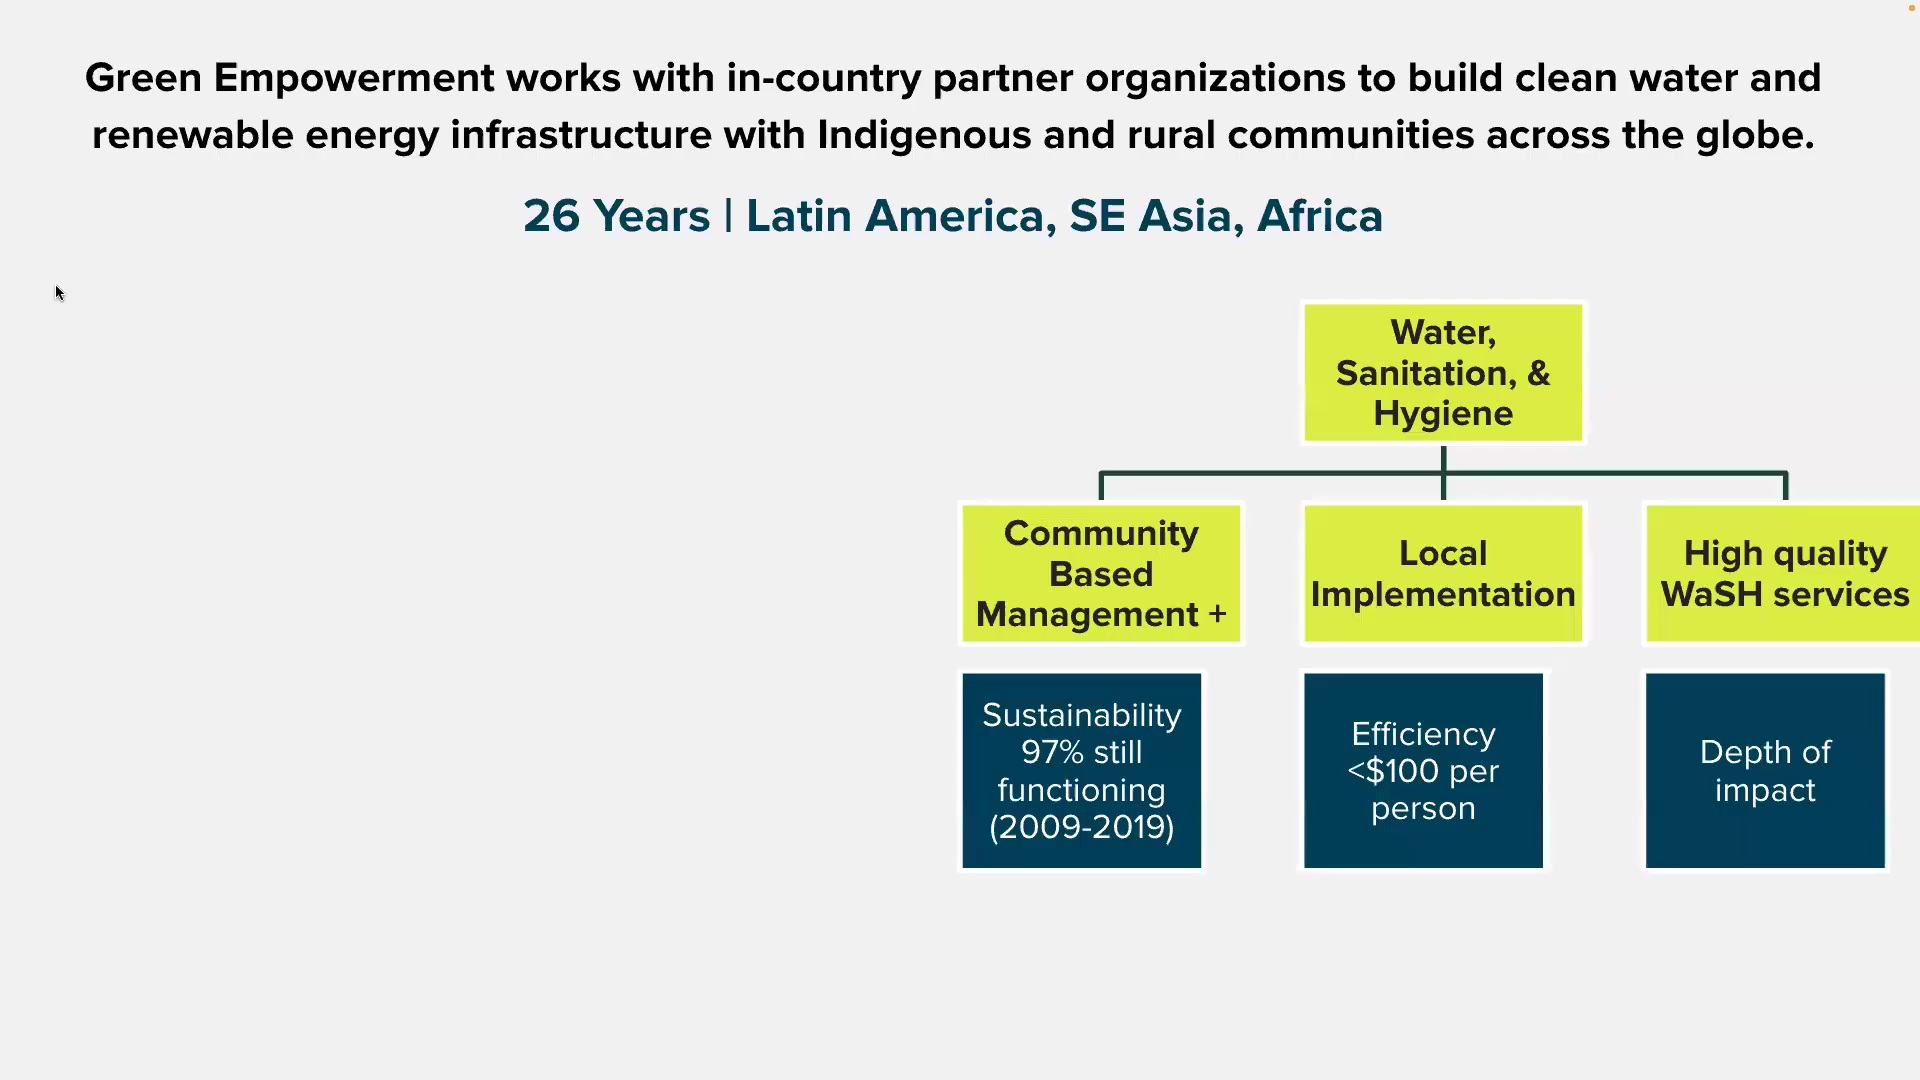 Green Empowerment works with in-country partner organizations to build clean water and
renewable energy infrastructure with Indigenous and rural communities across the globe.
26 Years | Latin America, SE Asia, Africa
Water,
Sanitation, &
Hygiene
Community
Based
Management +
Local
Implementation
High quality
WaSH services
Sustainability
97% still
functioning
(2009-2019)
Efficiency
<$100 per
person
Depth of
impact